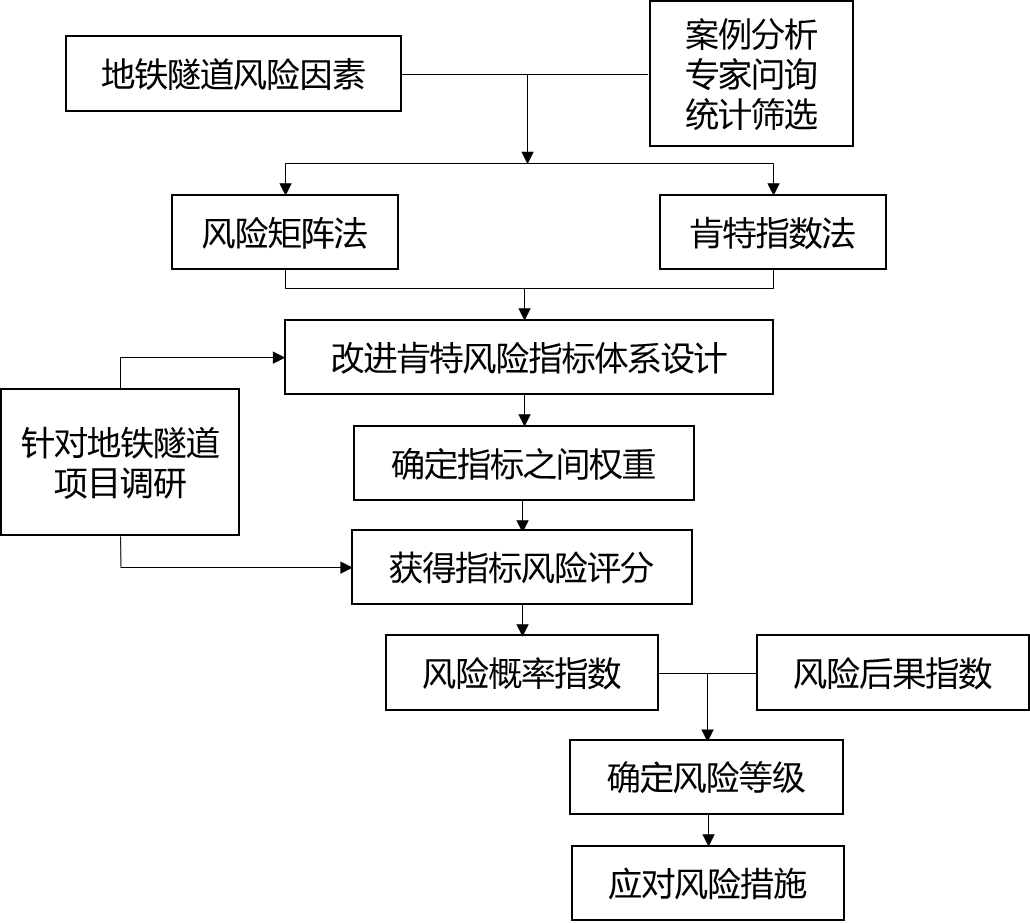 地铁隧道风险因素
案例分析
专家问询
统计筛选
风险矩阵法
肯特指数法
改进肯特风险指标体系设计
针对地铁隧道
项目调研
确定指标之间权重
获得指标风险评分
风险概率指数
风险后果指数
确定风险等级
应对风险措施